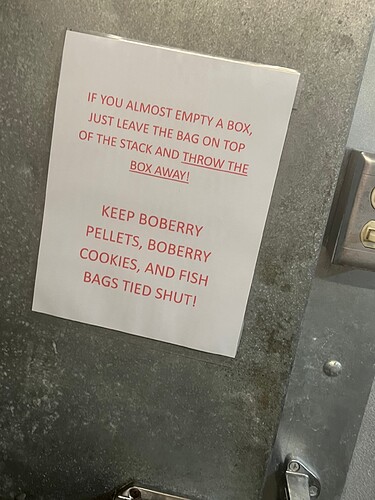 IF YOU ALMOST EMPTY A BOX,
JUST LEAVE THE BAG ON TOP
OF THE STACK AND THROW THE
BOX AWAY!
KEEP BOBERRY
PELLETS, BOBERRY
COOKIES, AND FISH
BAGS TIED SHUT!